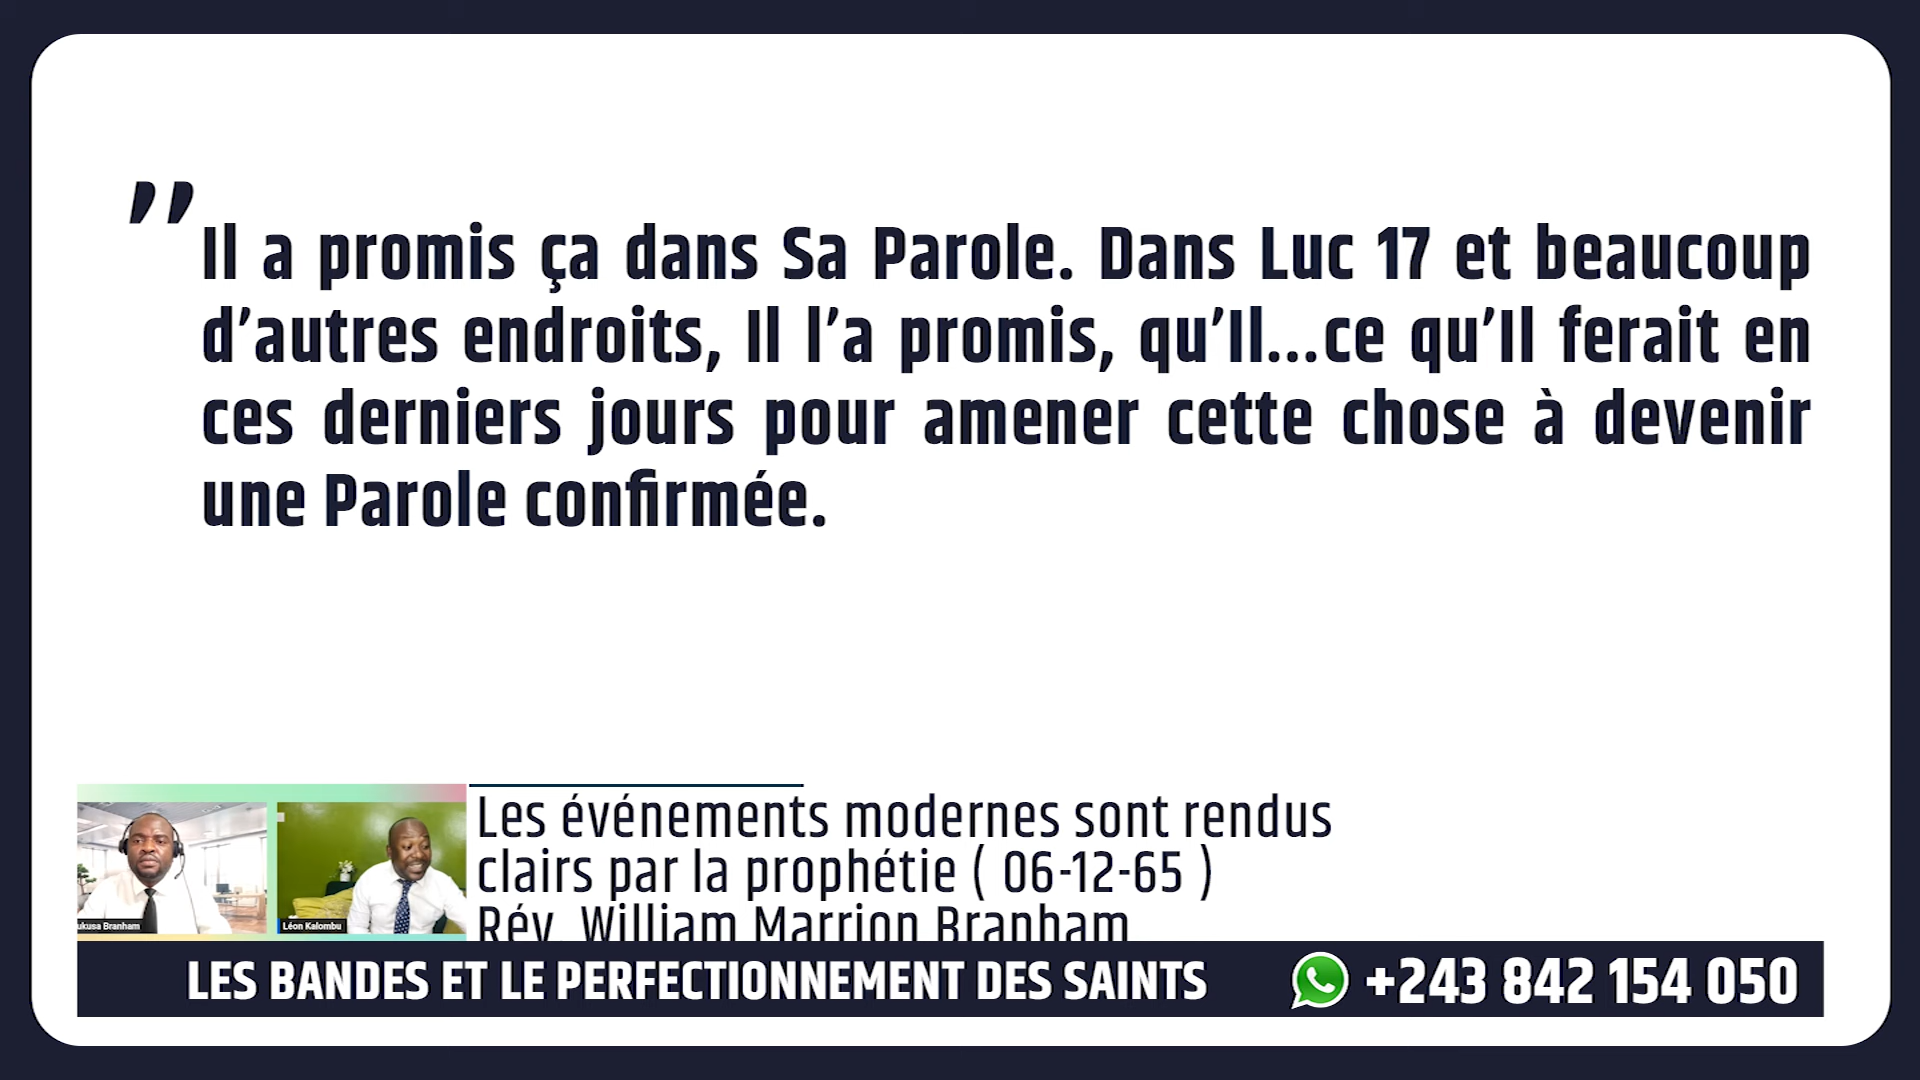 ”
Il a promis ça dans Sa Parole. Dans Luc 17 et beaucoup
d’autres endroits, Il l’a promis, qu’Il...ce qu’Il ferait en
ces derniers jours pour amener cette chose à devenir
une Parole confirmée.
Les événements modernes sont rendus
clairs par la prophétie ( 06-12-65 )
Rév. William Marrion Branham
ukusa Branham
Léon Kalombu
LES BANDES ET LE PERFECTIONNEMENT DES SAINTS
+243 842 154 050